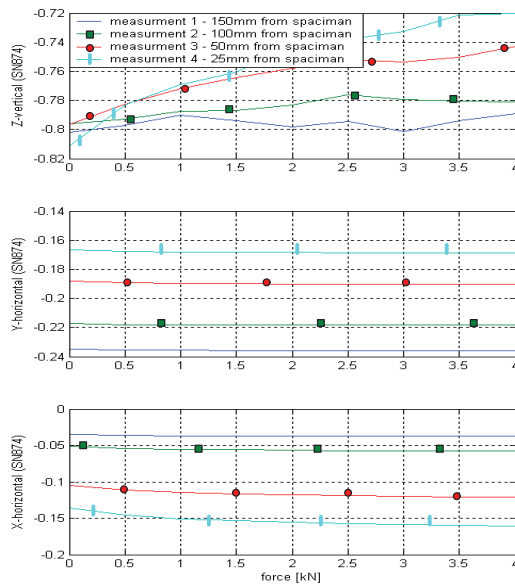 measurment 1 - 150mm from spaciman
measurment 2 - 100mm from spaciman
measurment 3 - 50mm from spaciman
measurment 4 - 25mm from spaciman
Z-vertical (SN874)
-0.72
-0.74
-0.76
-0.78
-0.8
-0.82
0 0.5 1 1.5 2 2.5 3 3.5 4
Y-horizontal (SN874)
-0.14
-0.16
-0.18
-0.2
-0.22
-0.24
0 0.5 1 1.5 2 2.5 3 3.5 4
X-horizontal (SN874)
0
-0.05
-0.1
-0.15
-0.2
0 0.5 1 1.5 2 2.5 3 3.5 4
force [kN]